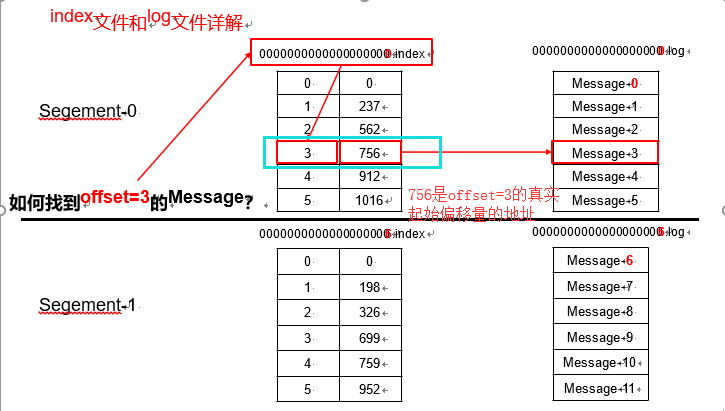 index文件和log文件详解
00000000000000000000.index
00000000000000000000.log
Segement-0
0 0
1 237
2 562
3 756
4 912
5 1016
Message-0
Message-1
Message-2
Message-3
Message-4
Message-5
如何找到offset=3的Message?
756是offset=3的真实
起始偏移量的地址
00000000000000000006.index
00000000000000000006.log
Segement-1
0 0
1 198
2 326
3 699
4 759
5 952
Message-6
Message-7
Message-8
Message-9
Message-10
Message-11